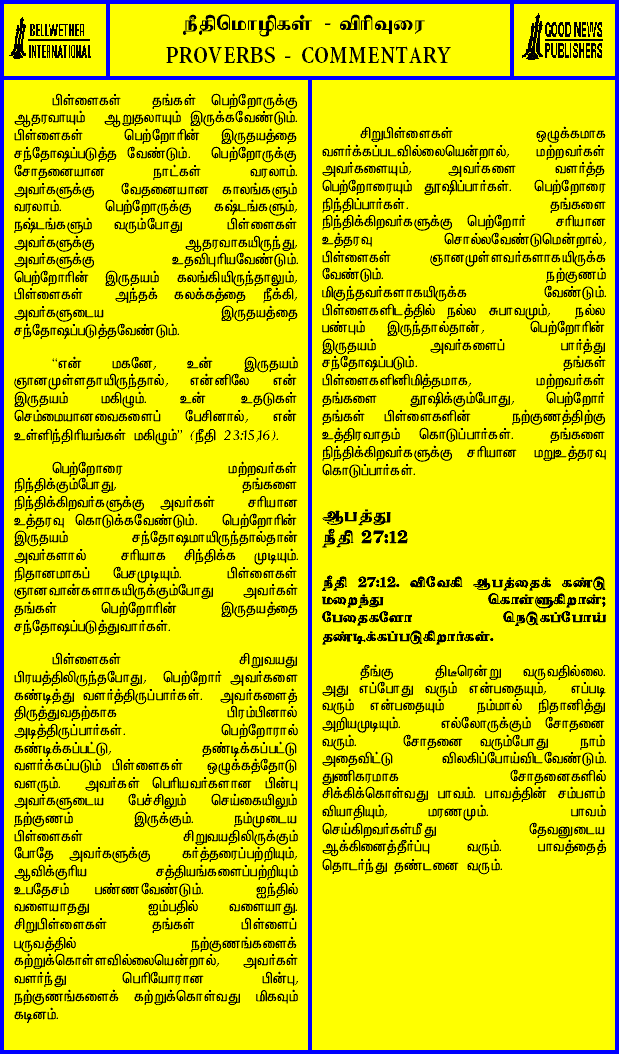 BELLWETHER
INTERNATIONAL
நீதிமொழிகள் - விரிவுரை
PROVERBS - COMMENTARY
GOOD NEWS
PUBLISHERS
பிள்ளைகள் தங்கள் பெற்றோருக்கு
ஆதரவாயும் ஆறுதலாயும் இருக்கவேண்டும்.
பிள்ளைகள் பெற்றோரின் இருதயத்தை
சந்தோஷப்படுத்த வேண்டும். பெற்றோருக்கு
சோதனையான நாட்கள் வரலாம்.
அவர்களுக்கு வேதனையான காலங்களும்
வரலாம். பெற்றோருக்கு கஷ்டங்களும்,
நஷ்டங்களும் வரும்போது பிள்ளைகள்
அவர்களுக்கு ஆதரவாகயிருந்து,
அவர்களுக்கு உதவிபுரியவேண்டும்.
பெற்றோரின் இருதயம் கலங்கியிருந்தாலும்,
பிள்ளைகள் அந்தக் கலக்கத்தை நீக்கி,
அவர்களுடைய இருதயத்தை
சந்தோஷப்படுத்தவேண்டும்.
“என் மகனே, உன் இருதயம்
ஞானமுள்ளதாயிருந்தால், என்னிலே என்
இருதயம் மகிழும். உன் உதடுகள்
செம்மையானவைகளைப் பேசினால், என்
உள்ளிந்திரியங்கள் மகிழும்” (நீதி 23:15,16).
பெற்றோரை மற்றவர்கள்
நிந்திக்கும்போது, தங்களை
நிந்திக்கிறவர்களுக்கு அவர்கள் சரியான
உத்தரவு கொடுக்கவேண்டும். பெற்றோரின்
இருதயம் சந்தோஷமாயிருந்தால்தான்
அவர்களால் சரியாக சிந்திக்க முடியும்.
நிதானமாகப் பேசமுடியும். பிள்ளைகள்
ஞானவான்களாகயிருக்கும்போது அவர்கள்
தங்கள் பெற்றோரின் இருதயத்தை
சந்தோஷப்படுத்துவார்கள்.
பிள்ளைகள் சிறுவயது
பிரயத்திலிருந்தபோது, பெற்றோர் அவர்களை
கண்டித்து வளர்த்திருப்பார்கள். அவர்களைத்
திருத்துவதற்காக பிரம்பினால்
அடித்திருப்பார்கள். பெற்றோரால்
கண்டிக்கப்பட்டு, தண்டிக்கப்பட்டு
வளர்க்கப்படும் பிள்ளைகள் ஒழுக்கத்தோடு
வளரும். அவர்கள் பெரியவர்களான பின்பு
அவர்களுடைய பேச்சிலும் செய்கையிலும்
நற்குணம் இருக்கும். நம்முடைய
பிள்ளைகள் சிறுவயதிலிருக்கும்
போதே அவர்களுக்கு கர்த்தரைப்பற்றியும்,
ஆவிக்குரிய சத்தியங்களைப்பற்றியும்
உபதேசம் பண்ணவேண்டும். ஐந்தில்
வளையாதது ஐம்பதில் வளையாது.
சிறுபிள்ளைகள் தங்கள் பிள்ளைப்
பருவத்தில் நற்குணங்களைக்
கற்றுக்கொள்ளவில்லையென்றால், அவர்கள்
வளர்ந்து பெரியோரான பின்பு,
நற்குணங்களைக் கற்றுக்கொள்வது மிகவும்
கடினம்.
சிறுபிள்ளைகள் ஒழுக்கமாக
வளர்க்கப்படவில்லையென்றால், மற்றவர்கள்
அவர்களையும், அவர்களை வளர்த்த
பெற்றோரையும் தூஷிப்பார்கள். பெற்றோரை
நிந்திப்பார்கள். தங்களை
நிந்திக்கிறவர்களுக்கு பெற்றோர் சரியான
உத்தரவு சொல்லவேண்டுமென்றால்,
பிள்ளைகள் ஞானமுள்ளவர்களாகயிருக்க
வேண்டும். நற்குணம்
மிகுந்தவர்களாகயிருக்க வேண்டும்.
பிள்ளைகளிடத்தில் நல்ல சுபாவமும், நல்ல
பண்பும் இருந்தால்தான், பெற்றோரின்
இருதயம் அவர்களைப் பார்த்து
சந்தோஷப்படும். தங்கள்
பிள்ளைகளினிமித்தமாக, மற்றவர்கள்
தங்களை தூஷிக்கும்போது, பெற்றோர்
தங்கள் பிள்ளைகளின் நற்குணத்திற்கு
உத்திரவாதம் கொடுப்பார்கள். தங்களை
நிந்திக்கிறவர்களுக்கு சரியான மறுஉத்தரவு
கொடுப்பார்கள்.
ஆபத்து
நீதி 27:12
நீதி 27:12. விவேகி ஆபத்தைக் கண்டு
மறைந்து கொள்ளுகிறான்;
பேதைகளோ நெடுகப்போய்
தண்டிக்கப்படுகிறார்கள்.
தீங்கு திடீரென்று வருவதில்லை.
அது எப்போது வரும் என்பதையும், எப்படி
வரும் என்பதையும் நம்மால் நிதானித்து
அறியமுடியும். எல்லோருக்கும் சோதனை
வரும். சோதனை வரும்போது நாம்
அதைவிட்டு விலகிப்போய்விடவேண்டும்.
துணிகரமாக சோதனைகளில்
சிக்கிக்கொள்வது பாவம். பாவத்தின் சம்பளம்
வியாதியும், மரணமும். பாவம்
செய்கிறவர்கள்மீது தேவனுடைய
ஆக்கினைத்தீர்ப்பு வரும். பாவத்தைத்
தொடர்ந்து தண்டனை வரும்.